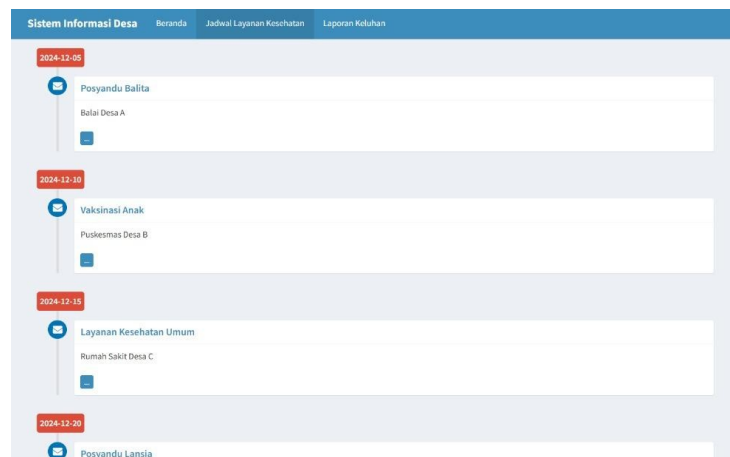 Sistem Informasi Desa Beranda Jadwal Layanan Kesehatan Laporan Keluhan
2024-12-05
Posyandu Balita
Balai Desa A
...
2024-12-10
Vaksinasi Anak
Puskesmas Desa B
...
2024-12-15
Layanan Kesehatan Umum
Rumah Sakit Desa C
...
2024-12-20
Posyandu Lansia